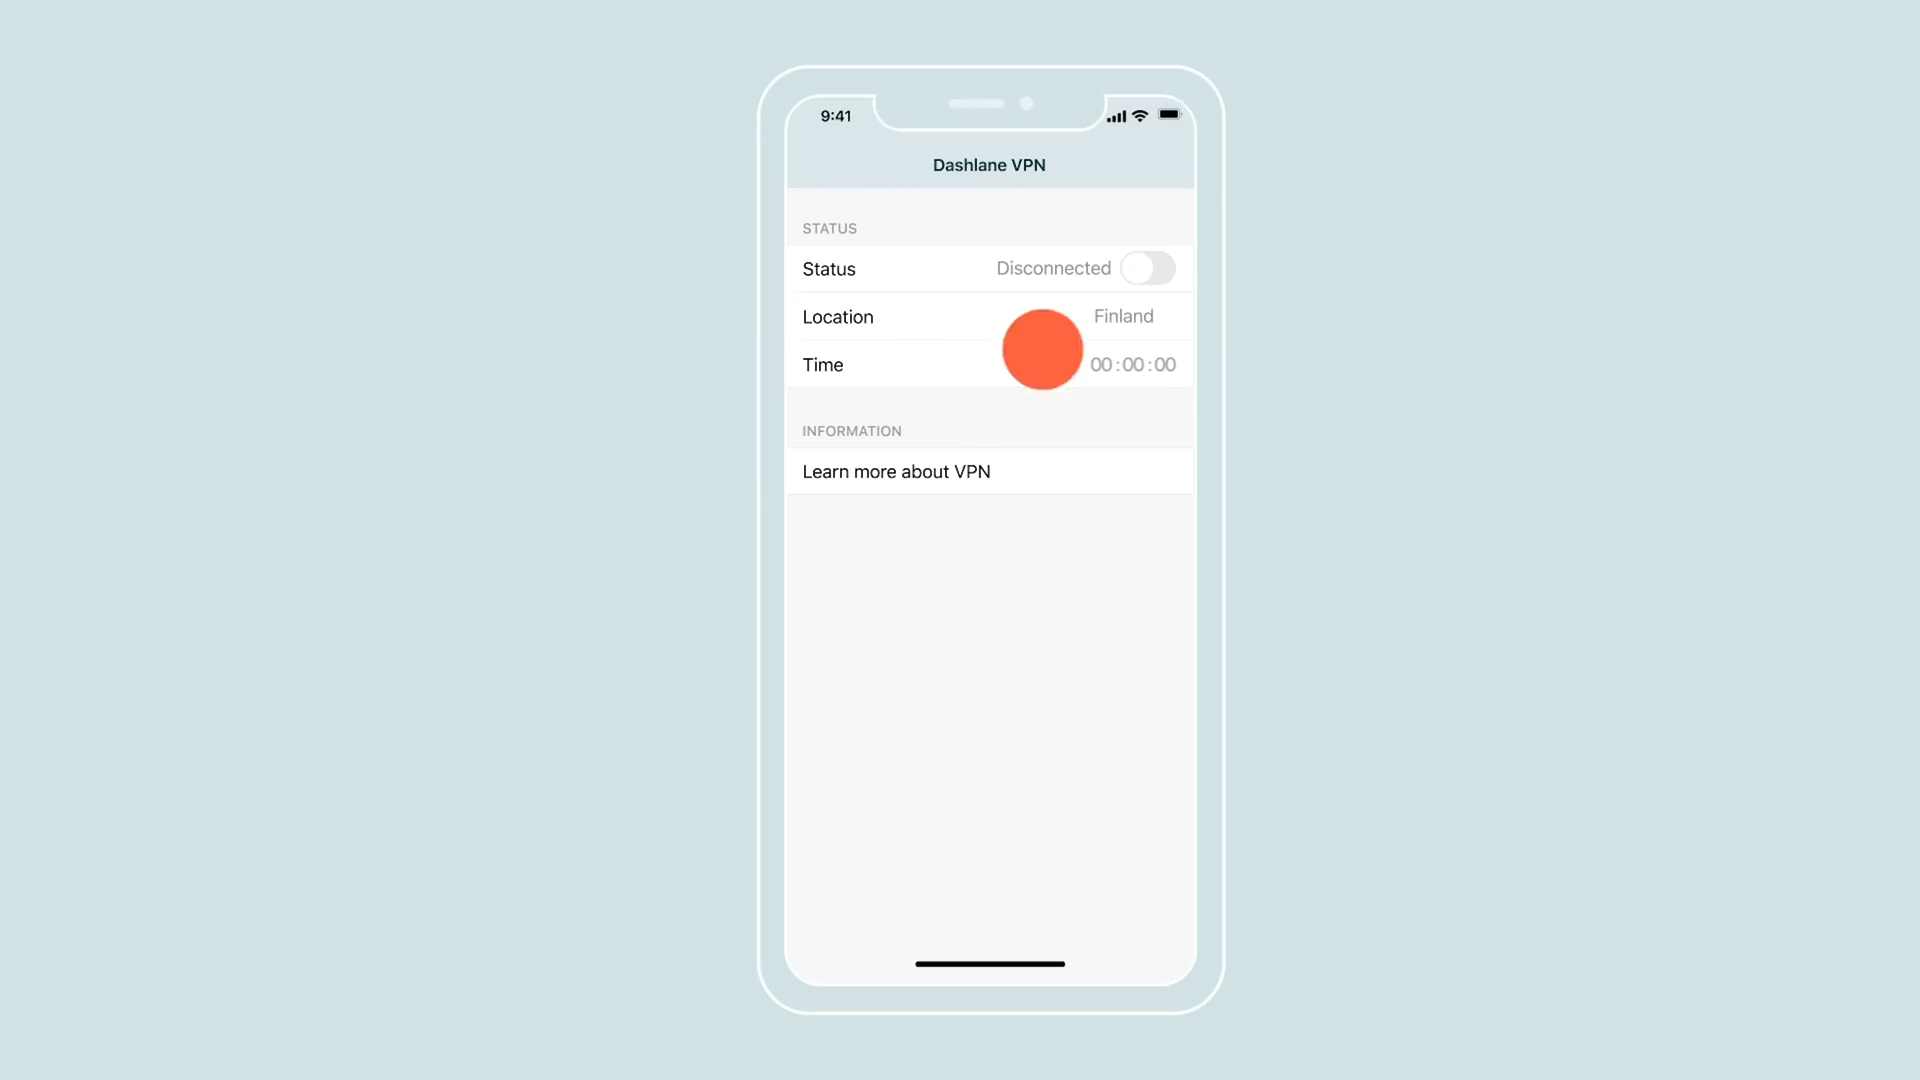 9:41
Dashlane VPN
STATUS
Status Disconnected
Location Finland
Time 00:00:00
INFORMATION
Learn more about VPN